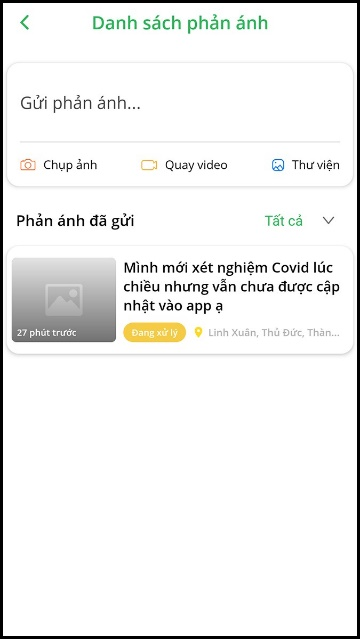 Danh sách phản ánh
Gửi phản ánh...
Chụp ảnh Quay video Thư viện
Phản ánh đã gửi Tất cả
Mình mới xét nghiệm Covid lúc
chiều nhưng vẫn chưa được cập
nhật vào app ạ
27 phút trước
Đang xử lý Linh Xuân, Thủ Đức, Thàn...